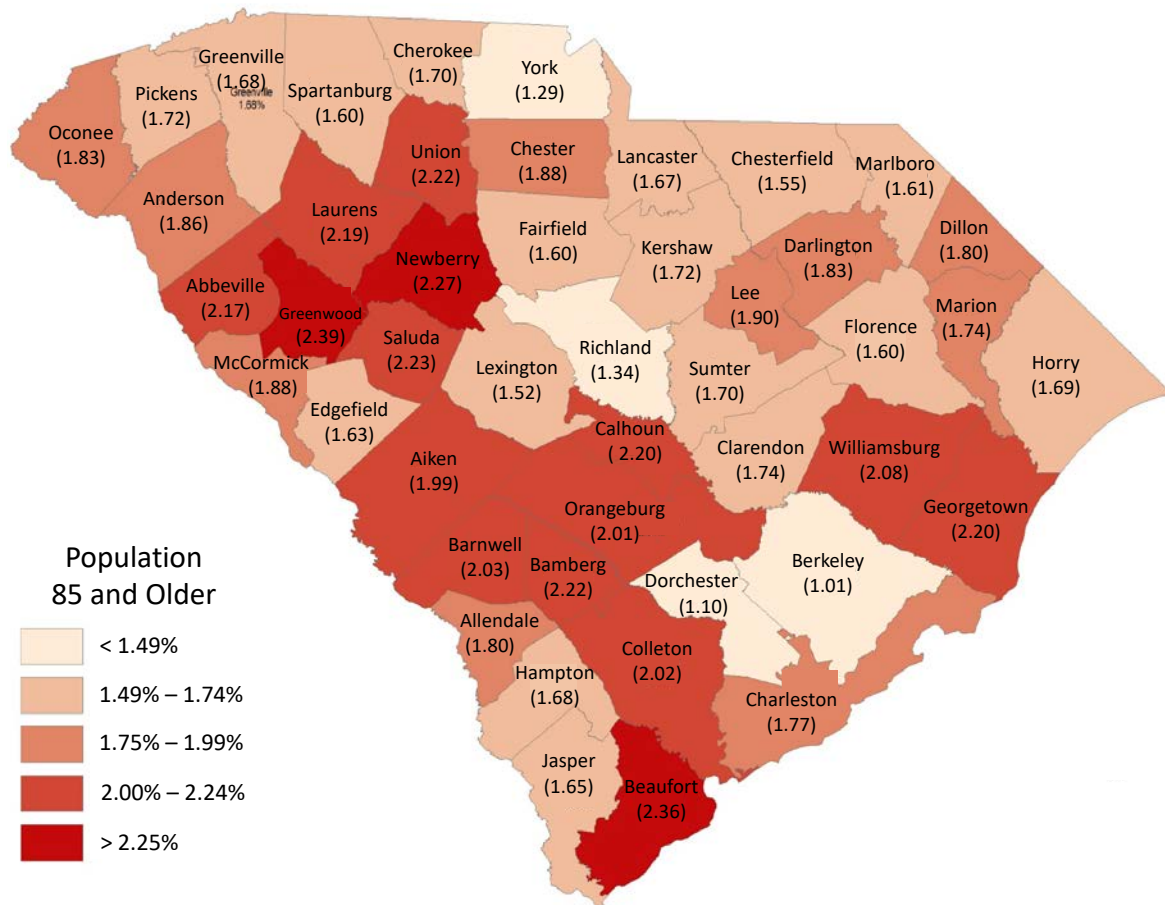 Greenville
(1.68)
Greenville
1.68%
Cherokee
(1.70)
York
(1.29)
Pickens
(1.72)
Spartanburg
(1.60)
Oconee
(1.83)
Union
(2.22)
Chester
(1.88)
Lancaster
(1.67)
Chesterfield
(1.55)
Marlboro
(1.61)
Anderson
(1.86)
Laurens
(2.19)
Fairfield
(1.60)
Kershaw
(1.72)
Darlington
(1.83)
Dillon
(1.80)
Newberry
(2.27)
Abbeville
(2.17)
Greenwood
(2.39)
Saluda
(2.23)
Lee
(1.90)
Marion
(1.74)
Florence
(1.60)
McCormick
(1.88)
Lexington
(1.52)
Richland
(1.34)
Sumter
(1.70)
Horry
(1.69)
Edgefield
(1.63)
Calhoun
( 2.20)
Clarendon
(1.74)
Williamsburg
(2.08)
Aiken
(1.99)
Orangeburg
(2.01)
Georgetown
(2.20)
Barnwell
(2.03)
Bamberg
(2.22)
Dorchester
(1.10)
Berkeley
(1.01)
Allendale
(1.80)
Colleton
(2.02)
Hampton
(1.68)
Charleston
(1.77)
Jasper
(1.65)
Beaufort
(2.36)
Population
85 and Older
< 1.49%
1.49% – 1.74%
1.75% – 1.99%
2.00% – 2.24%
> 2.25%